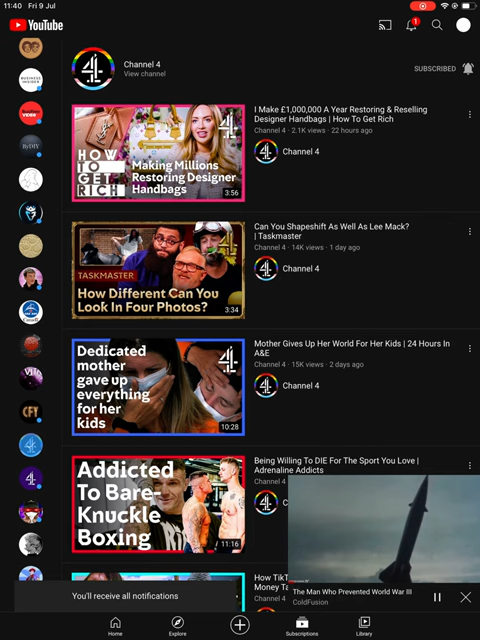 11:40 Fri 9 Jul
YouTube
1
Channel 4
View channel
SUBSCRIBED
BUSINESS
INSIDER
ByDIY
Canada
CFY
HOW
TO GET
RICH
Making Millions
Restoring Designer
Handbags
3:56
I Make £1,000,000 A Year Restoring & Reselling
Designer Handbags | How To Get Rich
Channel 4 · 2.1K views · 22 hours ago
Channel 4
TASKMASTER
How Different Can You
Look In Four Photos?
3:34
Can You Shapeshift As Well As Lee Mack?
| Taskmaster
Channel 4 · 14K views · 1 day ago
Channel 4
Dedicated
mother
gave up
everything
for her
kids
10:28
Mother Gives Up Her World For Her Kids | 24 Hours In
A&E
Channel 4 · 15K views · 2 days ago
Channel 4
Addicted
To Bare-
Knuckle
Boxing
11:16
Being Willing To DIE For The Sport You Love |
Adrenaline Addicts
How TikT
Money Ta
Channel 4
The Man Who Prevented World War III
ColdFusion
You'll receive all notifications
Home
Explore
Subscriptions
Library